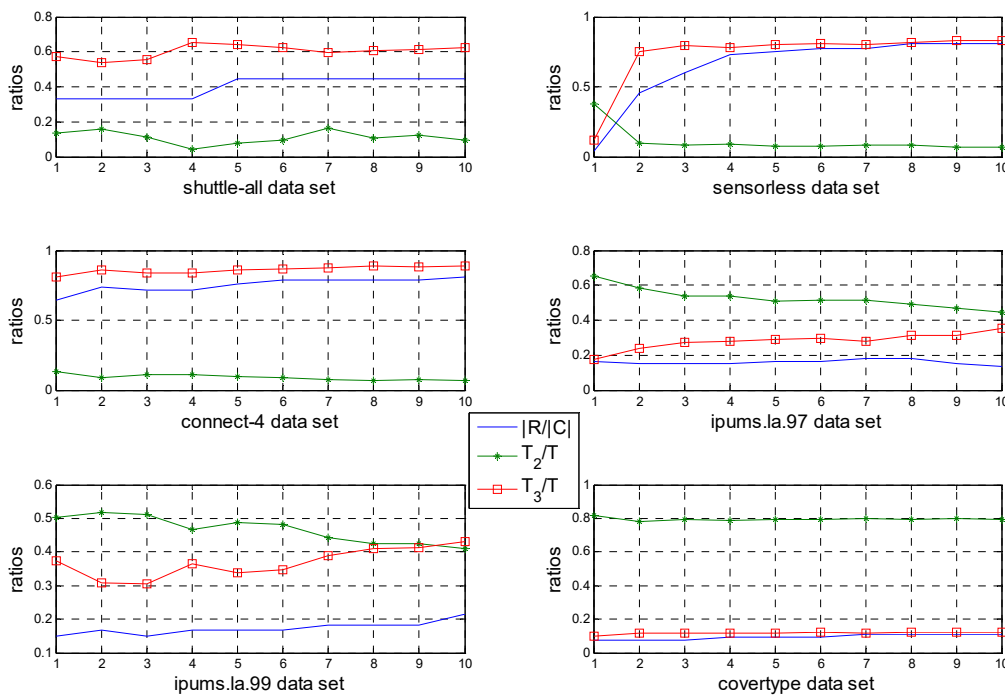 0.8
0.6
0.4
0.2
0
ratios
1 2 3 4 5 6 7 8 9 10
shuttle-all data set
1
0.5
0
ratios
1 2 3 4 5 6 7 8 9 10
sensorless data set
1
0.5
0
ratios
1 2 3 4 5 6 7 8 9 10
connect-4 data set
0.8
0.6
0.4
0.2
0
ratios
1 2 3 4 5 6 7 8 9 10
ipums.la.97 data set
|R/|C|
T_2/T
T_3/T
0.6
0.5
0.4
0.3
0.2
0.1
ratios
1 2 3 4 5 6 7 8 9 10
ipums.la.99 data set
1
0.8
0.6
0.4
0.2
0
ratios
1 2 3 4 5 6 7 8 9 10
covertype data set